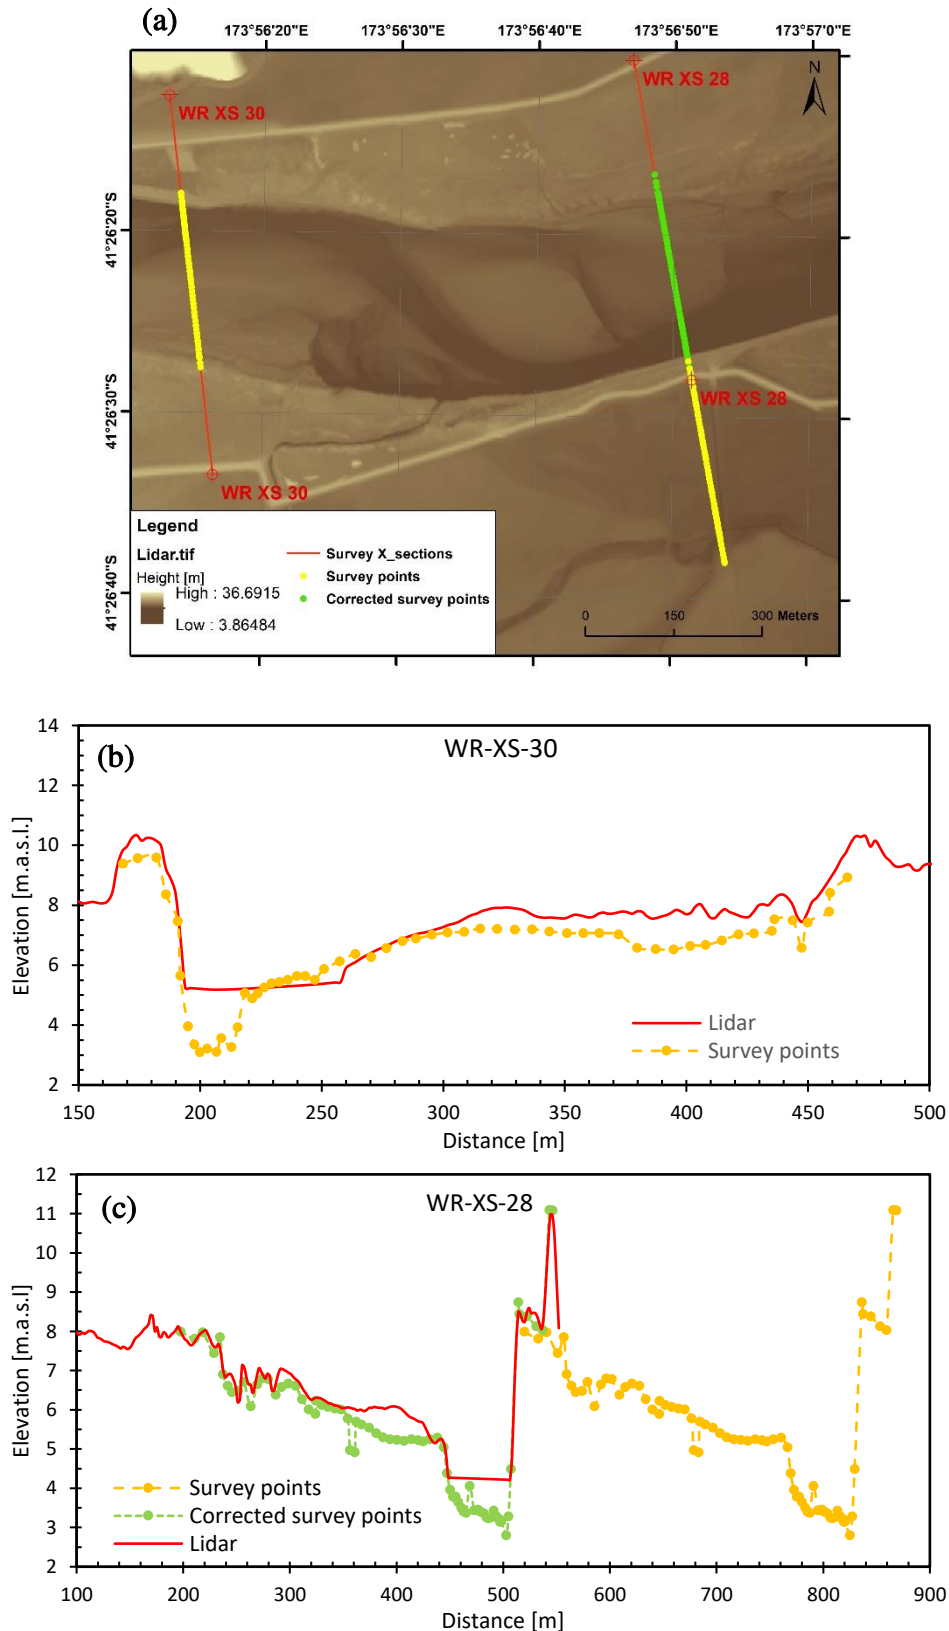 (a)
173°56'20"E 173°56'30"E 173°56'40"E 173°56'50"E 173°57'0"E
N
WR XS 28
WR XS 30
41°26'20"S
41°26'30"S
WR XS 28
WR XS 30
41°26'40"S
Legend
Lidar.tif
Height [m]
High : 36.6915
Low : 3.86484
Survey X_sections
Survey points
Corrected survey points
0 150 300 Meters
(b)
WR-XS-30
Elevation [m.a.s.l.]
14
12
10
8
6
4
2
Lidar
Survey points
150 200 250 300 350 400 450 500
Distance [m]
(c)
WR-XS-28
Elevation [m.a.s.l]
12
11
10
9
8
7
6
5
4
3
2
Survey points
Corrected survey points
Lidar
100 200 300 400 500 600 700 800 900
Distance [m]